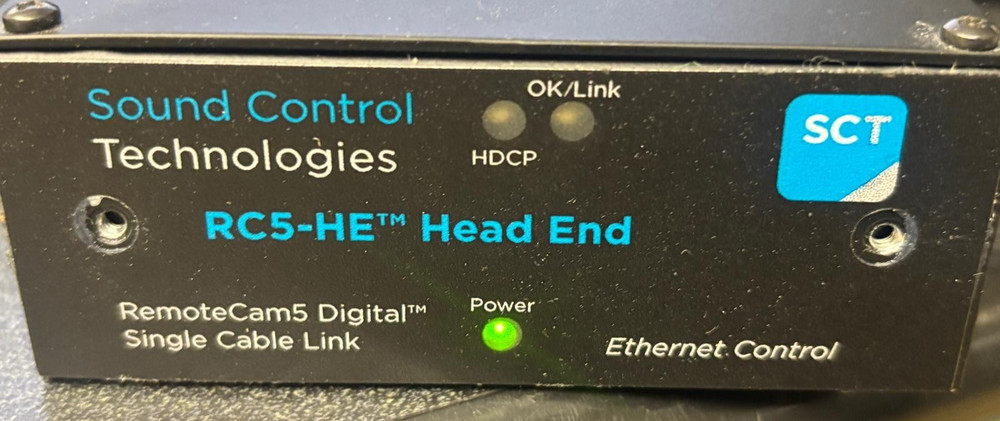 Sound Control
Technologies
OK/Link
HDCP
SCT
RC5-HE™ Head End
RemoteCam5 Digital™
Single Cable Link
Power
Ethernet Control